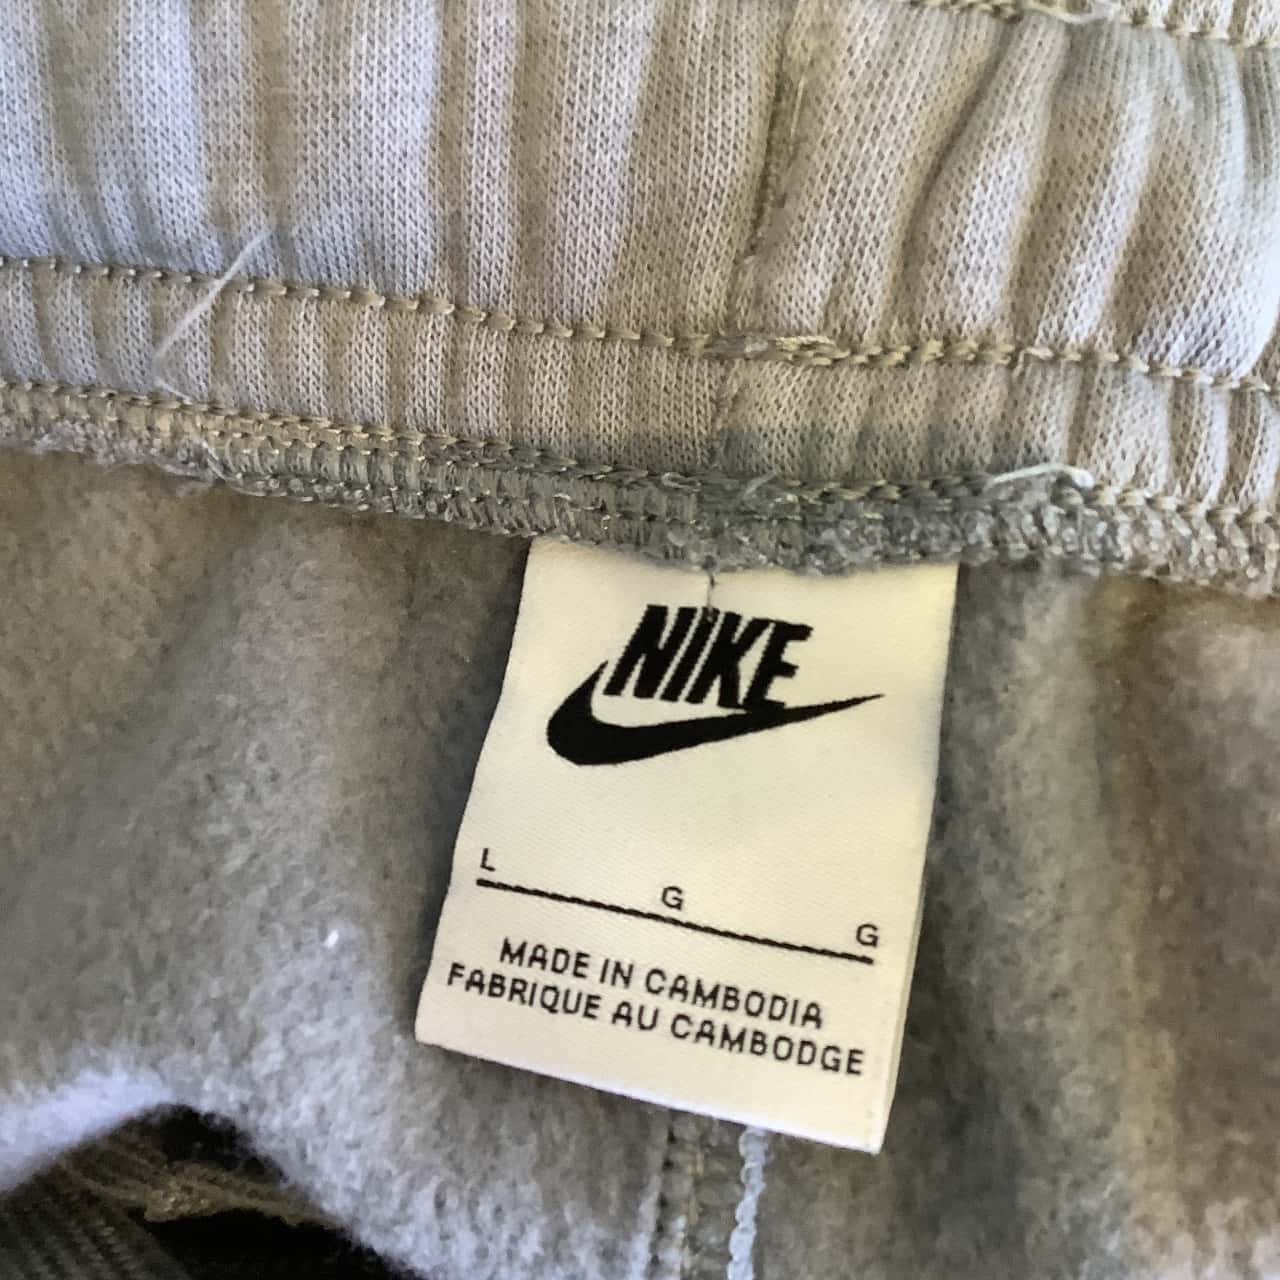 NIKE
L G G
MADE IN CAMBODIA
FABRIQUE AU CAMBODGE